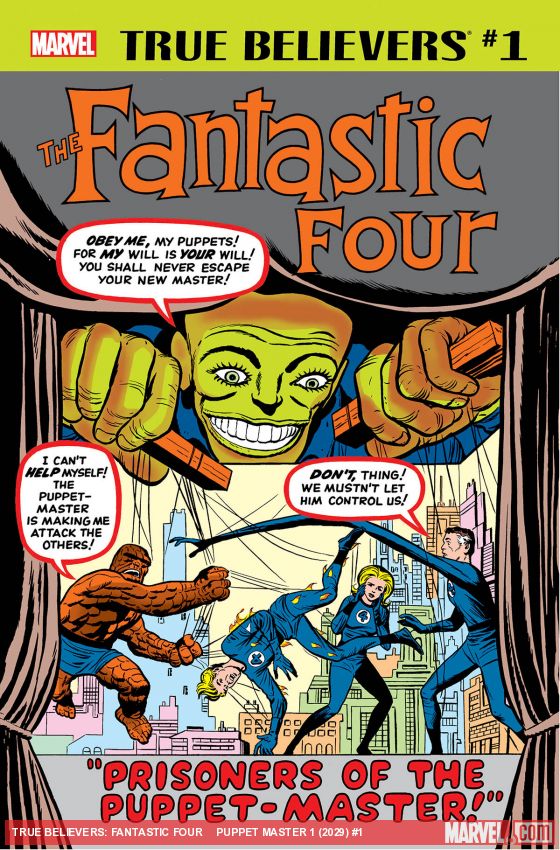 MARVEL
TRUE BELIEVERS® #1
THE
FANTASTIC
FOUR
OBEY ME, MY PUPPETS!
FOR MY WILL IS YOUR WILL!
YOU SHALL NEVER ESCAPE
YOUR NEW MASTER!
I CAN'T
HELP MYSELF!
THE
PUPPET-
MASTER
IS MAKING ME
ATTACK THE
OTHERS!
DON'T, THING!
WE MUSTN'T LET
HIM CONTROL US!
"PRISONERS OF THE
PUPPET-MASTER!"
TRUE BELIEVERS: FANTASTIC FOUR PUPPET MASTER 1 (2029) #1
MARVEL.com